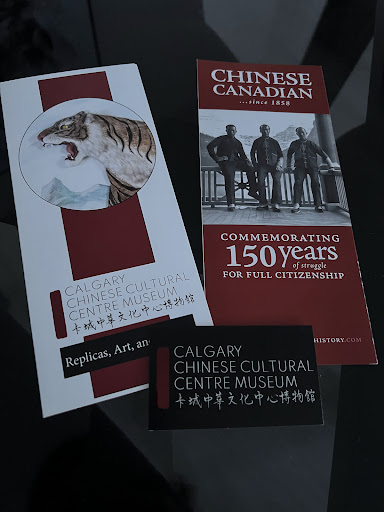 CALGARY
CHINESE CULTURAL
CENTRE MUSEUM
卡城中華文化中心博物館
Replicas, Art, an
CHINESE
CANADIAN
...since 1858
COMMEMORATING
150 years
of struggle
FOR FULL CITIZENSHIP
HISTORY.COM
CALGARY
CHINESE CULTURAL
CENTRE MUSEUM
卡城中華文化中心博物館